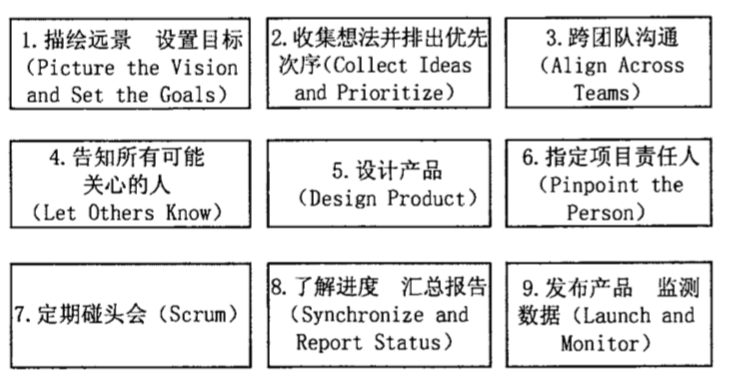 1.描绘远景 设置目标
(Picture the Vision
and Set the Goals)
2.收集想法并排出优先
次序(Collect Ideas
and Prioritize)
3.跨团队沟通
(Align Across
Teams)
4.告知所有可能
关心的人
(Let Others Know)
5.设计产品
(Design Product)
6.指定项目责任人
(Pinpoint the
Person)
7.定期碰头会(Scrum)
8.了解进度 汇总报告
(Synchronize and
Report Status)
9.发布产品 监测
数据(Launch and
Monitor)